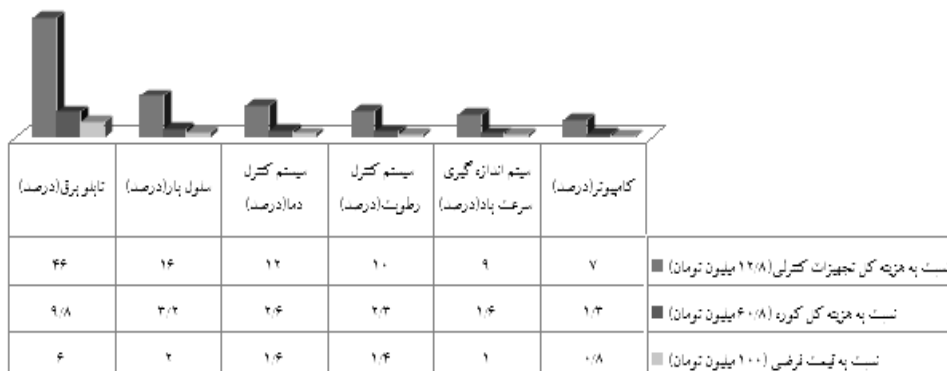 کامپیوتر(درصد)
میتم اندازه گیری
سرعت باد(درصد)
سیستم کنترل
رطوبت(درصد)
سیستم کنترل
دما(درصد)
سلول بار(درصد)
تابلو برق(درصد)
نسبت به هزینه کل تجهیزات کنترلی(۱۲/۸ میلیون تومان) ۷ ۹ ۱۰ ۱۲ ۱۶ ۴۶
نسبت به هزینه کل کوره (۶۰/۸ میلیون تومان) ۱/۳ ۱/۶ ۲/۳ ۲/۶ ۳/۲ ۹/۸
نسبت به قیمت فرضی (۱۰۰ میلیون تومان) ۰/۸ ۱ ۱/۴ ۱/۶ ۲ ۶